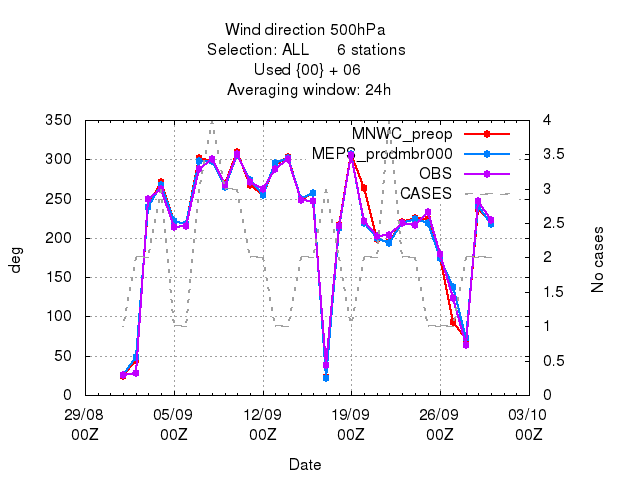 Wind direction 500hPa
Selection: ALL 6 stations
Used {00} + 06
Averaging window: 24h
MNWC_preop
MEPS_prodmbr000
OBS
CASES
350
300
250
200
150
100
50
0
deg
4
3.5
3
2.5
2
1.5
1
0.5
0
No cases
29/08 05/09 12/09 19/09 26/09 03/10
00Z 00Z 00Z 00Z 00Z 00Z
Date